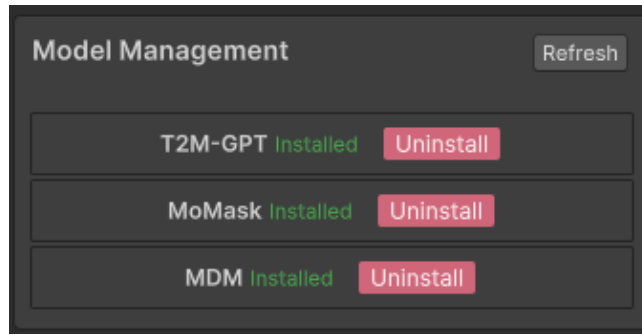 Model Management
Refresh
T2M-GPT Installed Uninstall
MoMask Installed Uninstall
MDM Installed Uninstall